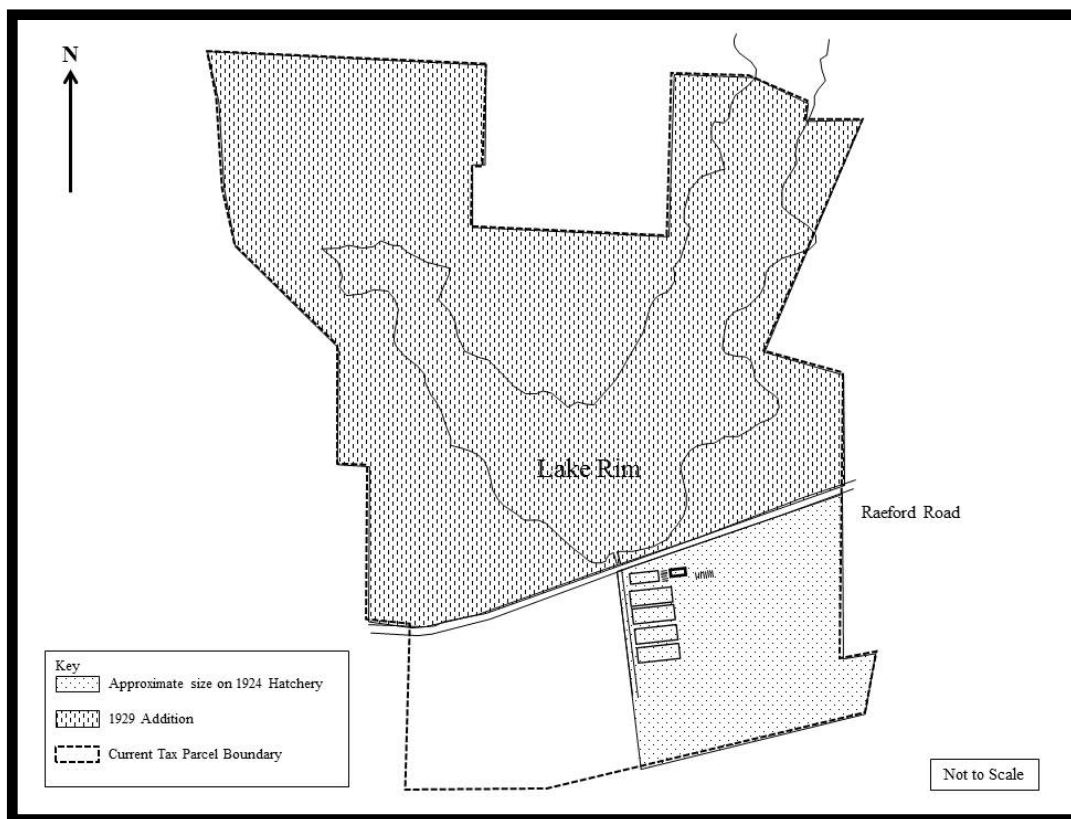 N
Lake Rim
Raeford Road
Key
Approximate size on 1924 Hatchery
1929 Addition
Current Tax Parcel Boundary
Not to Scale